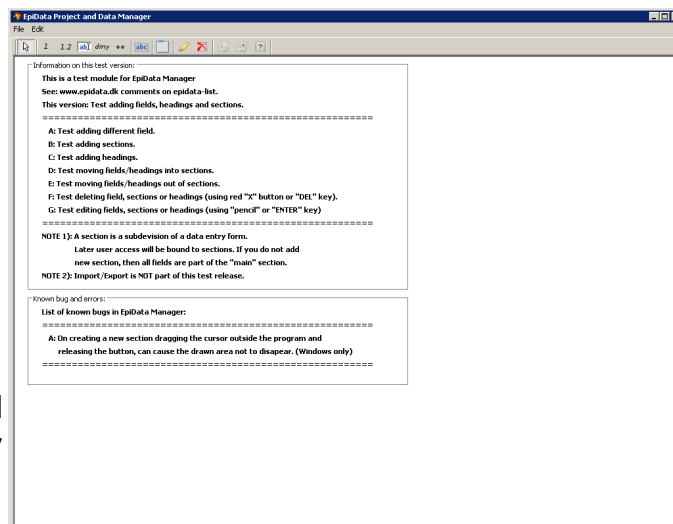 EpiData Project and Data Manager
File Edit
1 1.2 ab dmy abc ?
Information on this test version:
This is a test module for EpiData Manager
See: www.epidata.dk comments on epidata-list.
This version: Test adding fields, headings and sections.
=========================================================
A: Test adding different field.
B: Test adding sections.
C: Test adding headings.
D: Test moving fields/headings into sections.
E: Test moving fields/headings out of sections.
F: Test deleting field, sections or headings (using red "X" button or "DEL" key).
G: Test editing fields, sections or headings (using "pencil" or "ENTER" key)
=========================================================
NOTE 1): A section is a subdevision of a data entry form.
Later user access will be bound to sections. If you do not add
new section, then all fields are part of the "main" section.
NOTE 2): Import/Export is NOT part of this test release.
Known bug and errors:
List of known bugs in EpiData Manager:
=========================================================
A: On creating a new section dragging the cursor outside the program and
releasing the button, can cause the drawn area not to disapear. (Windows only)
=========================================================